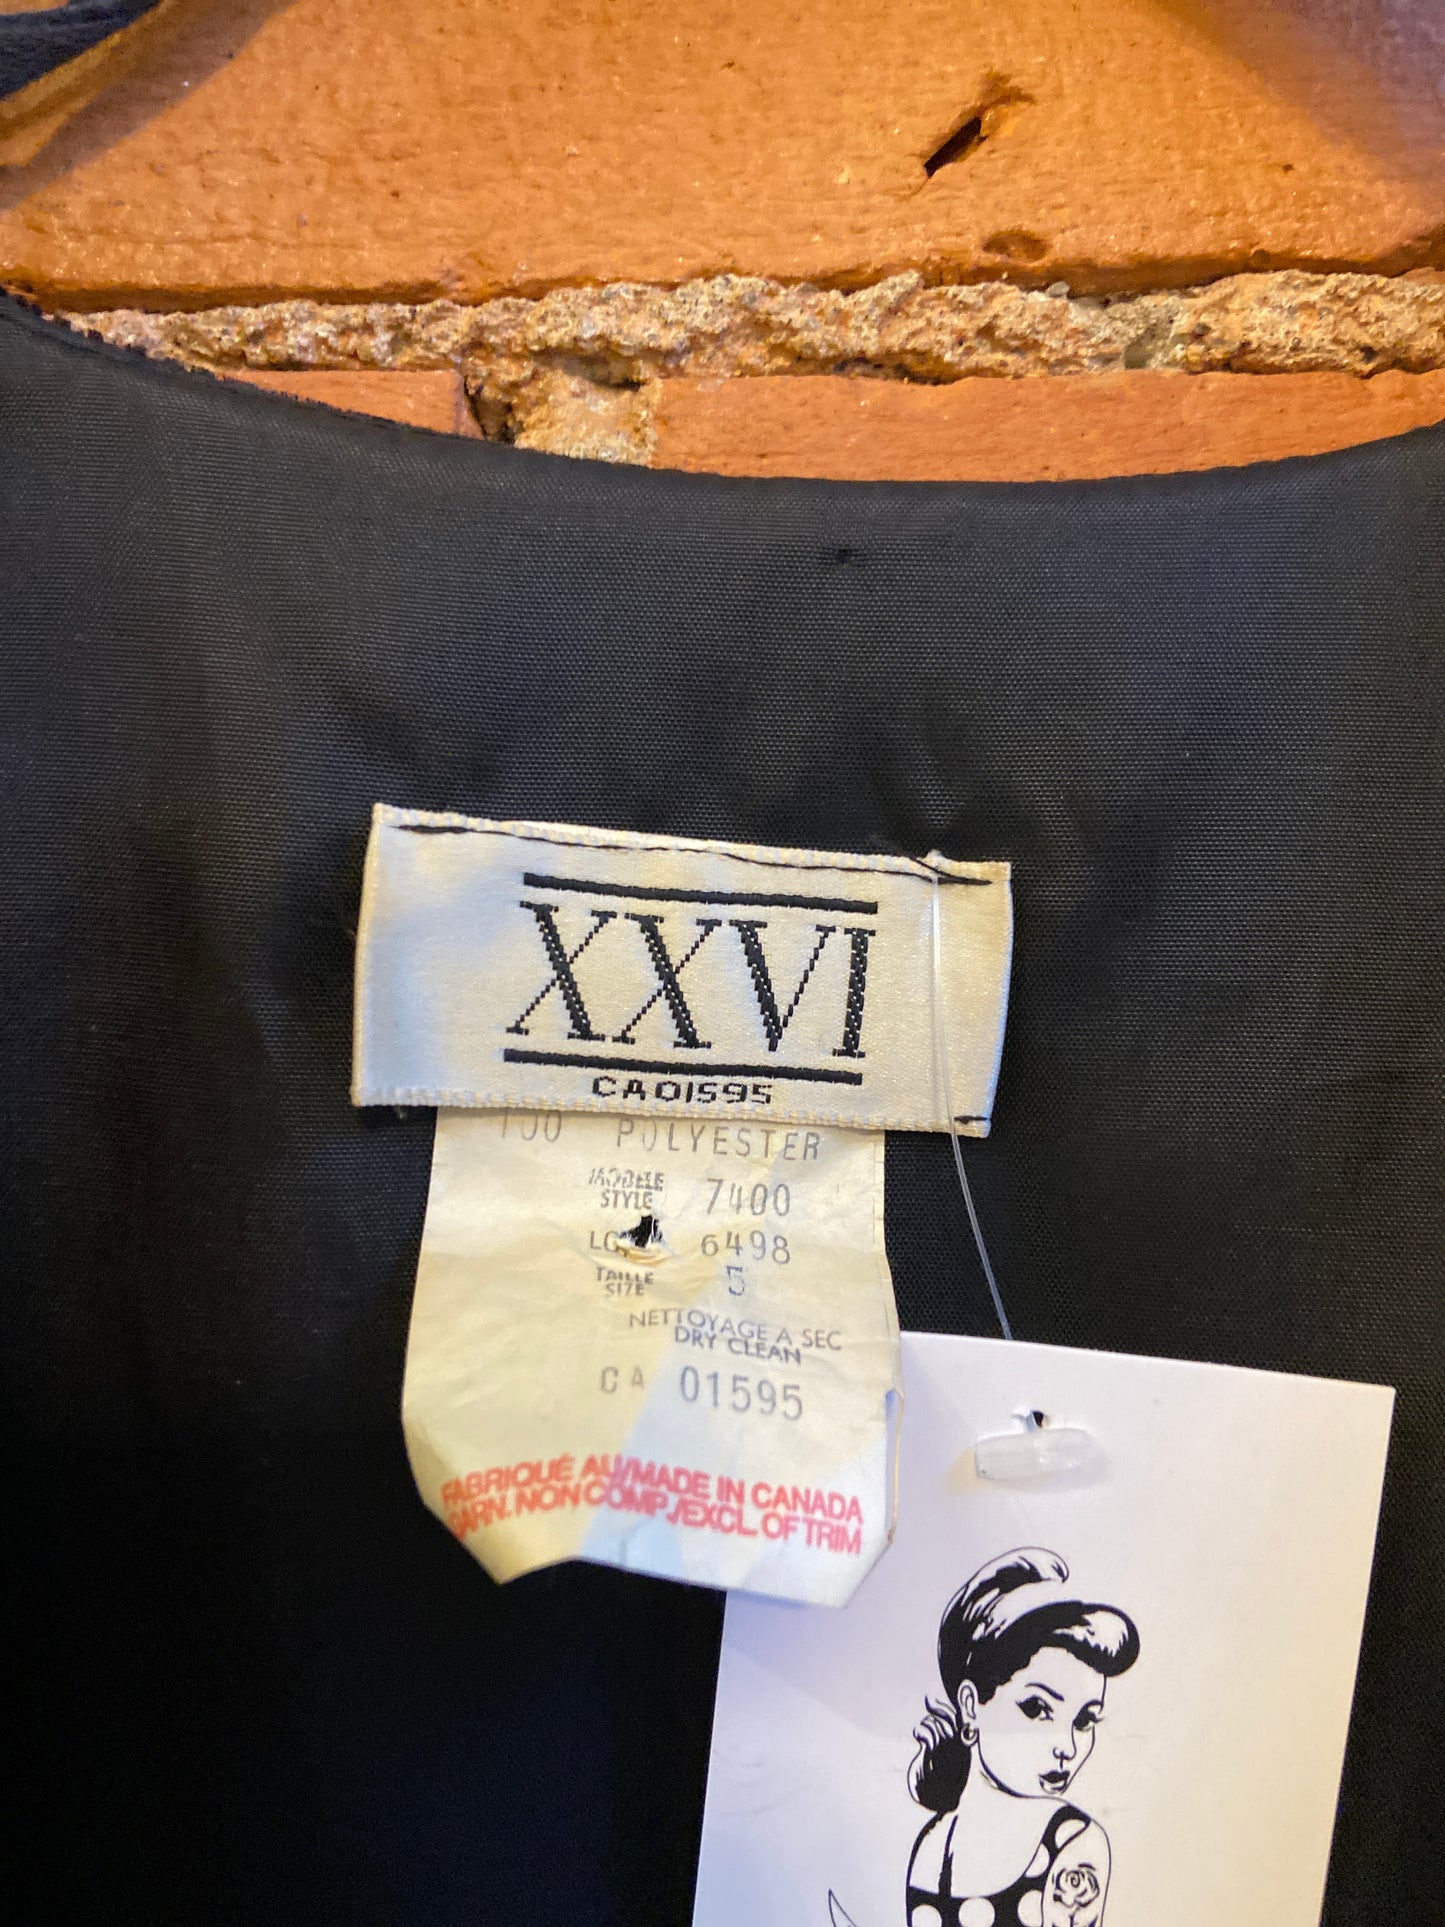 XXVI
CA01595
100 POLYESTER
MODELE
STYLE 7400
6498
TAILLE
SIZE 5
NETTOYAGE A SEC
DRY CLEAN
CA 01595
FABRIQUÉ AU/MADE IN CANADA
GARN. NON COMP./EXCL. OF TRIM